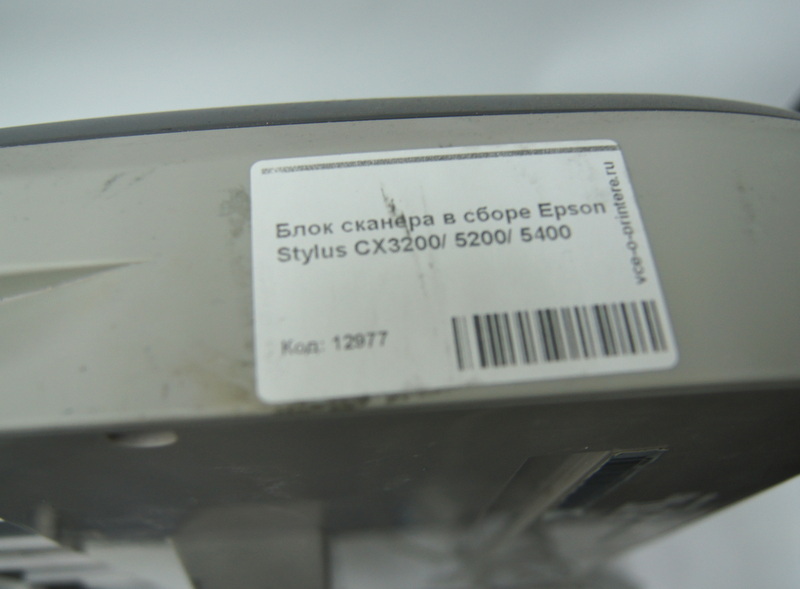 Блок сканера в сборе Epson
Stylus CX3200/ 5200/ 5400
Код: 12977
vce-o-printere.ru